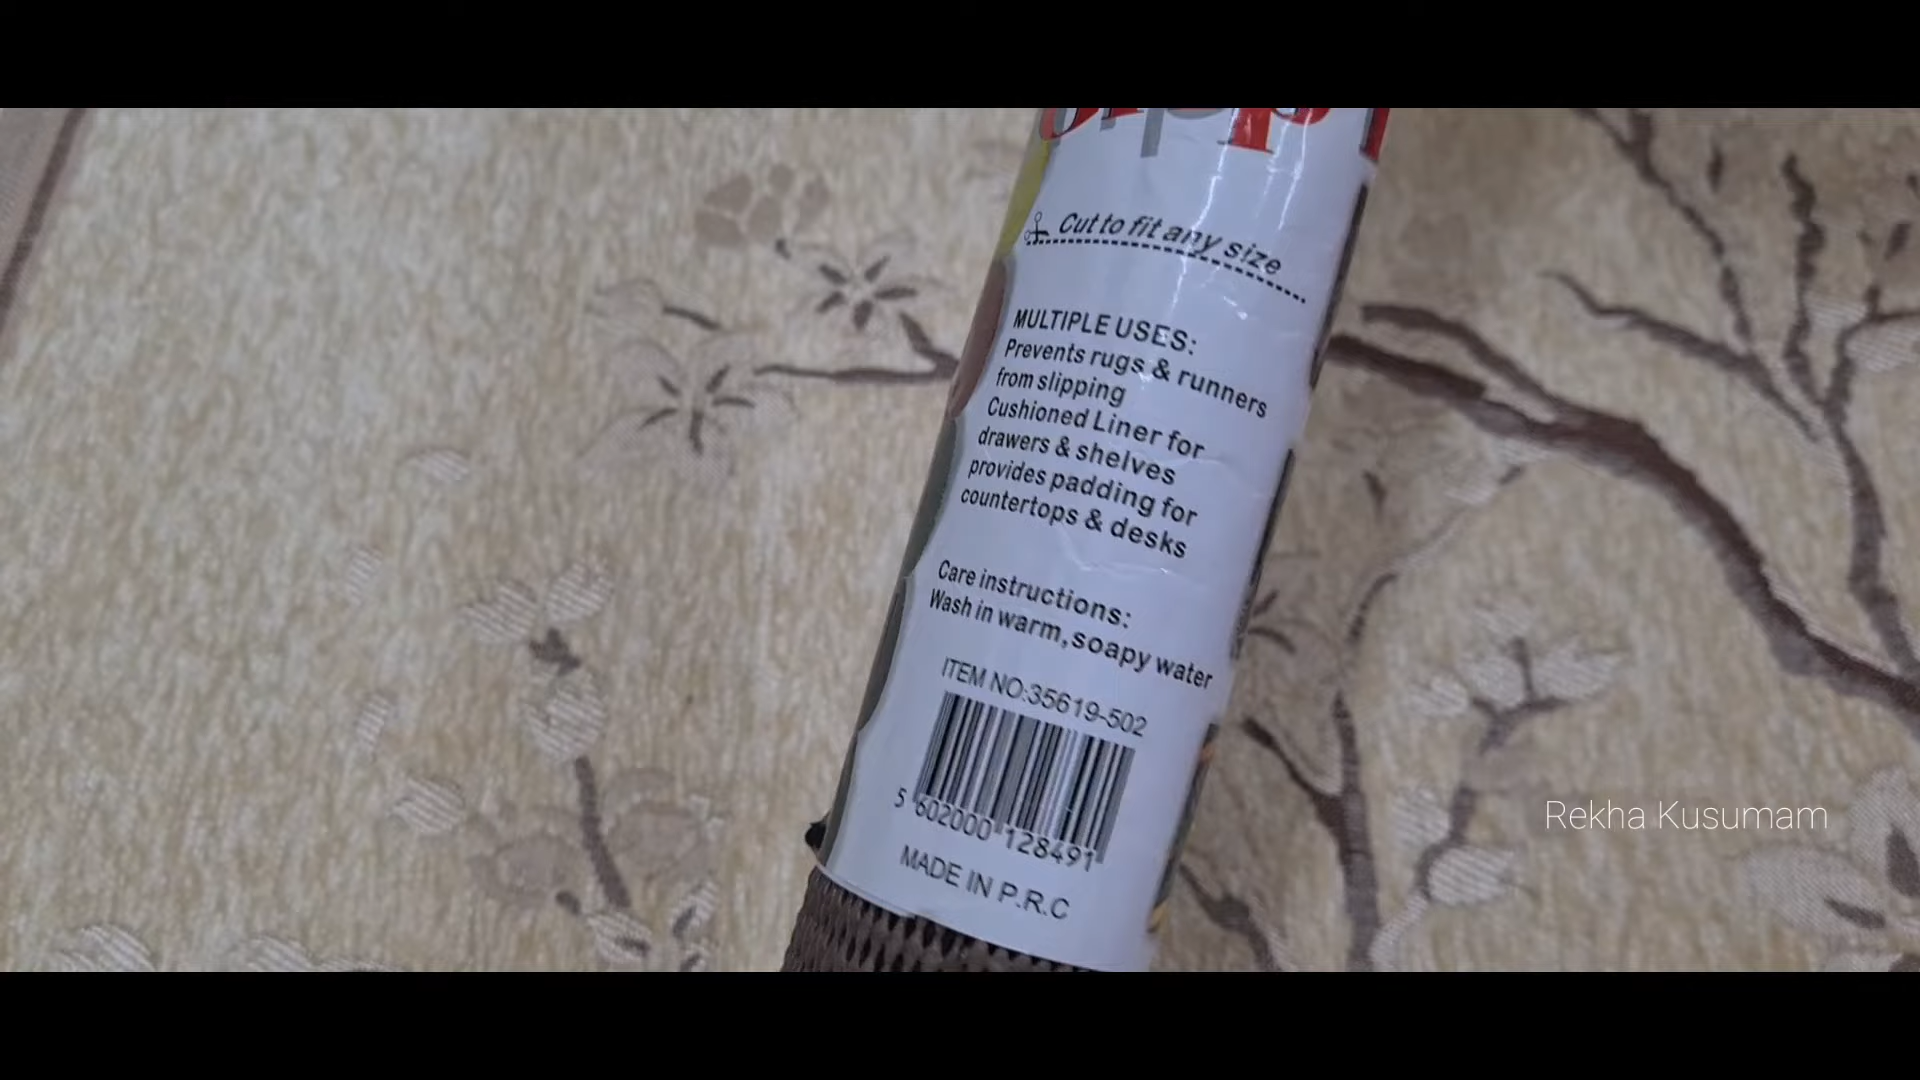 Cut to fit any size
MULTIPLE USES:
Prevents rugs & runners
from slipping
Cushioned Liner for
drawers & shelves
provides padding for
countertops & desks
Care instructions:
Wash in warm, soapy water
ITEM NO:35619-502
5 602000 128491
MADE IN P.R.C
Rekha Kusumam